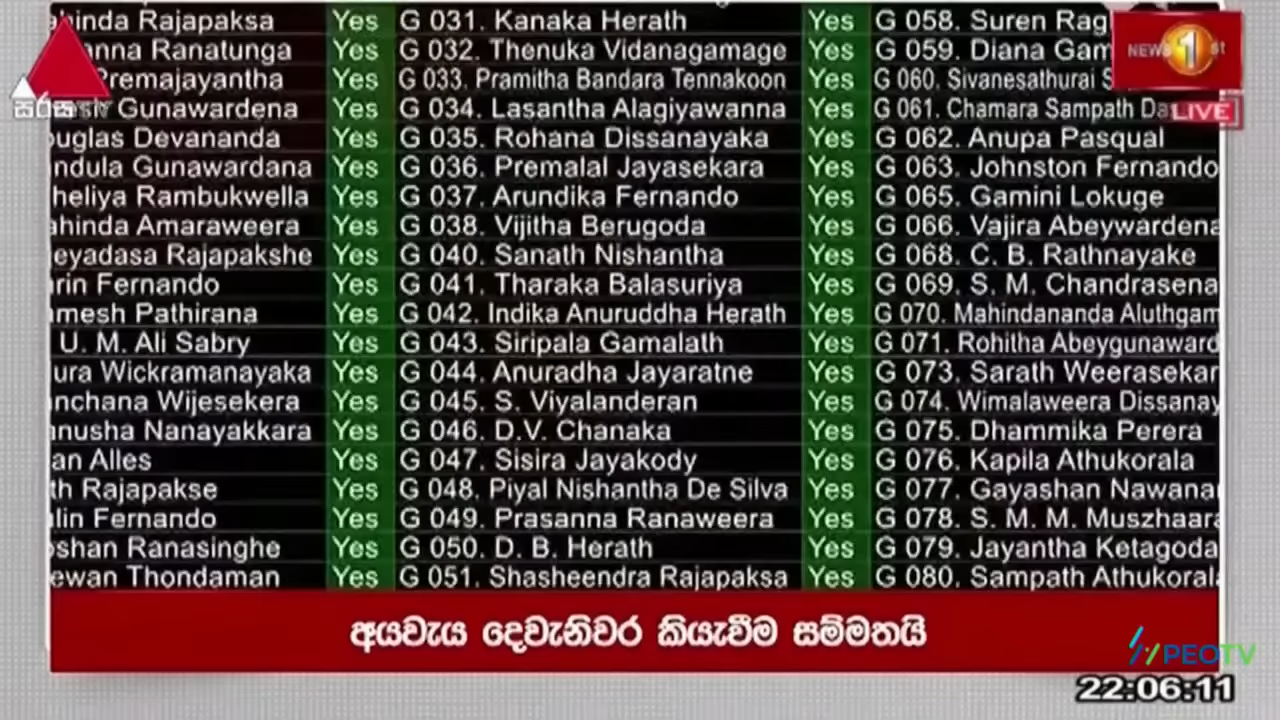 ahinda Rajapaksa Yes G 031. Kanaka Herath Yes G 058. Suren Rag
anna Ranatunga Yes G 032. Thenuka Vidanagamage Yes G 059. Diana Gam
Premajayantha Yes G 033. Pramitha Bandara Tennakoon Yes G 060. Sivanesathurai S
esh Gunawardena Yes G 034. Lasantha Alagiyawanna Yes G 061. Chamara Sampath Da
ouglas Devananda Yes G 035. Rohana Dissanayaka Yes G 062. Anupa Pasqual
andula Gunawardana Yes G 036. Premalal Jayasekara Yes G 063. Johnston Fernando
heliya Rambukwella Yes G 037. Arundika Fernando Yes G 065. Gamini Lokuge
ahinda Amaraweera Yes G 038. Vijitha Berugoda Yes G 066. Vajira Abeywardena
eyadasa Rajapakshe Yes G 040. Sanath Nishantha Yes G 068. C. B. Rathnayake
arin Fernando Yes G 041. Tharaka Balasuriya Yes G 069. S. M. Chandrasena
amesh Pathirana Yes G 042. Indika Anuruddha Herath Yes G 070. Mahindananda Aluthgam
U. M. Ali Sabry Yes G 043. Siripala Gamalath Yes G 071. Rohitha Abeygunaward
ura Wickramanayaka Yes G 044. Anuradha Jayaratne Yes G 073. Sarath Weerasekar
anchana Wijesekera Yes G 045. S. Viyalanderan Yes G 074. Wimalaweera Dissanay
anusha Nanayakkara Yes G 046. D.V. Chanaka Yes G 075. Dhammika Perera
an Alles Yes G 047. Sisira Jayakody Yes G 076. Kapila Athukorala
th Rajapakse Yes G 048. Piyal Nishantha De Silva Yes G 077. Gayashan Nawanan
alin Fernando Yes G 049. Prasanna Ranaweera Yes G 078. S. M. M. Muszhaara
oshan Ranasinghe Yes G 050. D. B. Herath Yes G 079. Jayantha Ketagoda
eewan Thondaman Yes G 051. Shasheendra Rajapaksa Yes G 080. Sampath Athukorala
NEWS 1st
LIVE
අයවැය දෙවැනිවර කියැවීම සම්මතයි
PEOTV
22:06:11